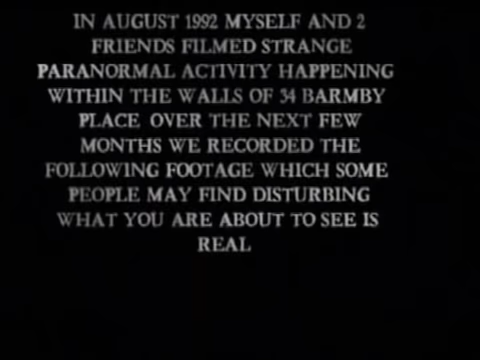 IN AUGUST 1992 MYSELF AND 2
FRIENDS FILMED STRANGE
PARANORMAL ACTIVITY HAPPENING
WITHIN THE WALLS OF 34 BARMBY
PLACE OVER THE NEXT FEW
MONTHS WE RECORDED THE
FOLLOWING FOOTAGE WHICH SOME
PEOPLE MAY FIND DISTURBING
WHAT YOU ARE ABOUT TO SEE IS
REAL